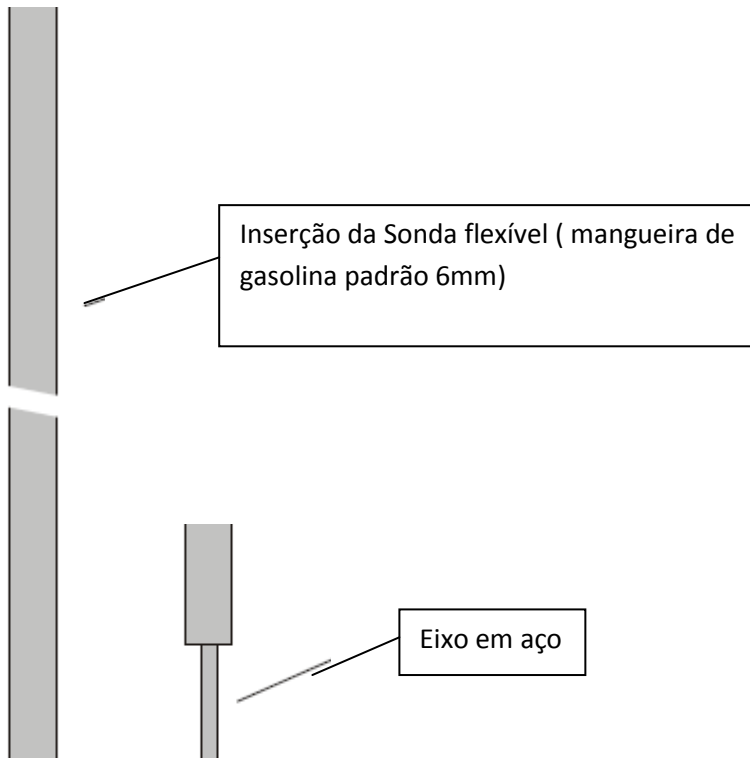 Inserção da Sonda flexível ( mangueira de
gasolina padrão 6mm)
Eixo em aço